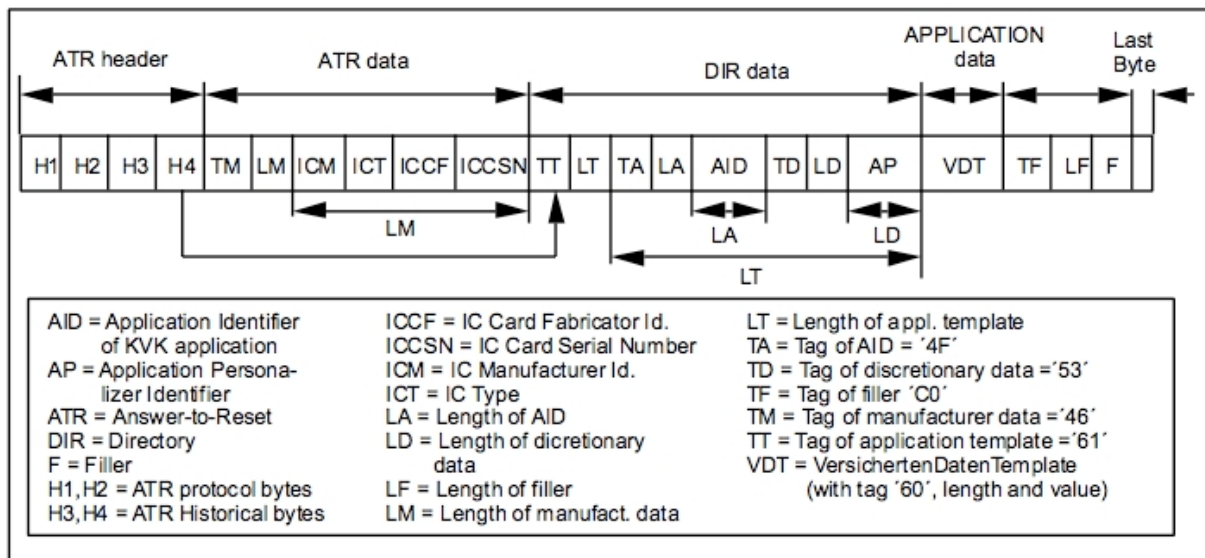 ATR header
ATR data
DIR data
APPLICATION
data
Last
Byte
H1 H2 H3 H4 TM LM ICM ICT ICCF ICCSN TT LT TA LA AID TD LD AP VDT TF LF F
LM
LA
LD
LT
AID = Application Identifier
of KVK application
AP = Application Persona-
lizer Identifier
ATR = Answer-to-Reset
DIR = Directory
F = Filler
H1,H2 = ATR protocol bytes
H3,H4 = ATR Historical bytes
ICCF = IC Card Fabricator Id.
ICCSN = IC Card Serial Number
ICM = IC Manufacturer Id.
ICT = IC Type
LA = Length of AID
LD = Length of dicretionary
data
LF = Length of filler
LM = Length of manufact. data
LT = Length of appl. template
TA = Tag of AID = ´4F´
TD = Tag of discretionary data =´53´
TF = Tag of filler ´C0´
TM = Tag of manufacturer data =´46´
TT = Tag of application template =´61´
VDT = VersichertenDatenTemplate
(with tag ´60´, length and value)